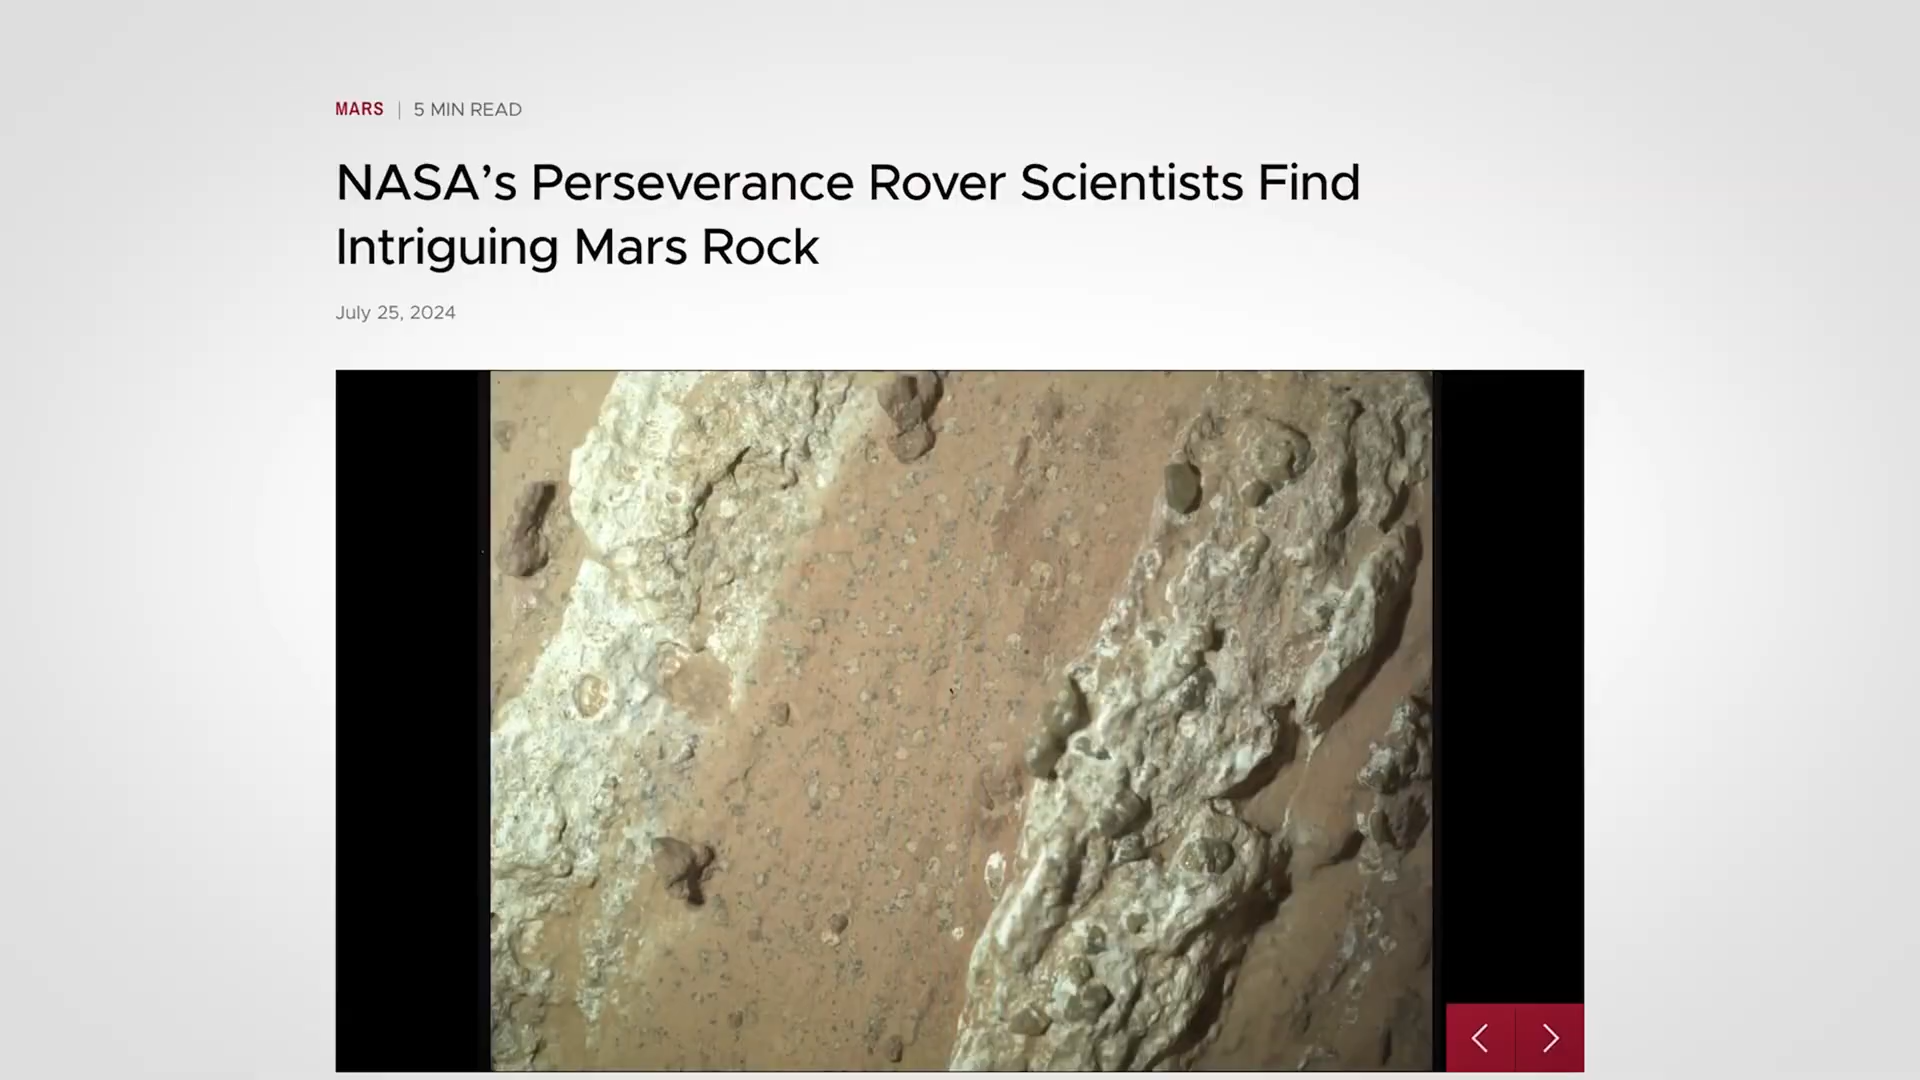 MARS | 5 MIN READ
NASA’s Perseverance Rover Scientists Find
Intriguing Mars Rock
July 25, 2024